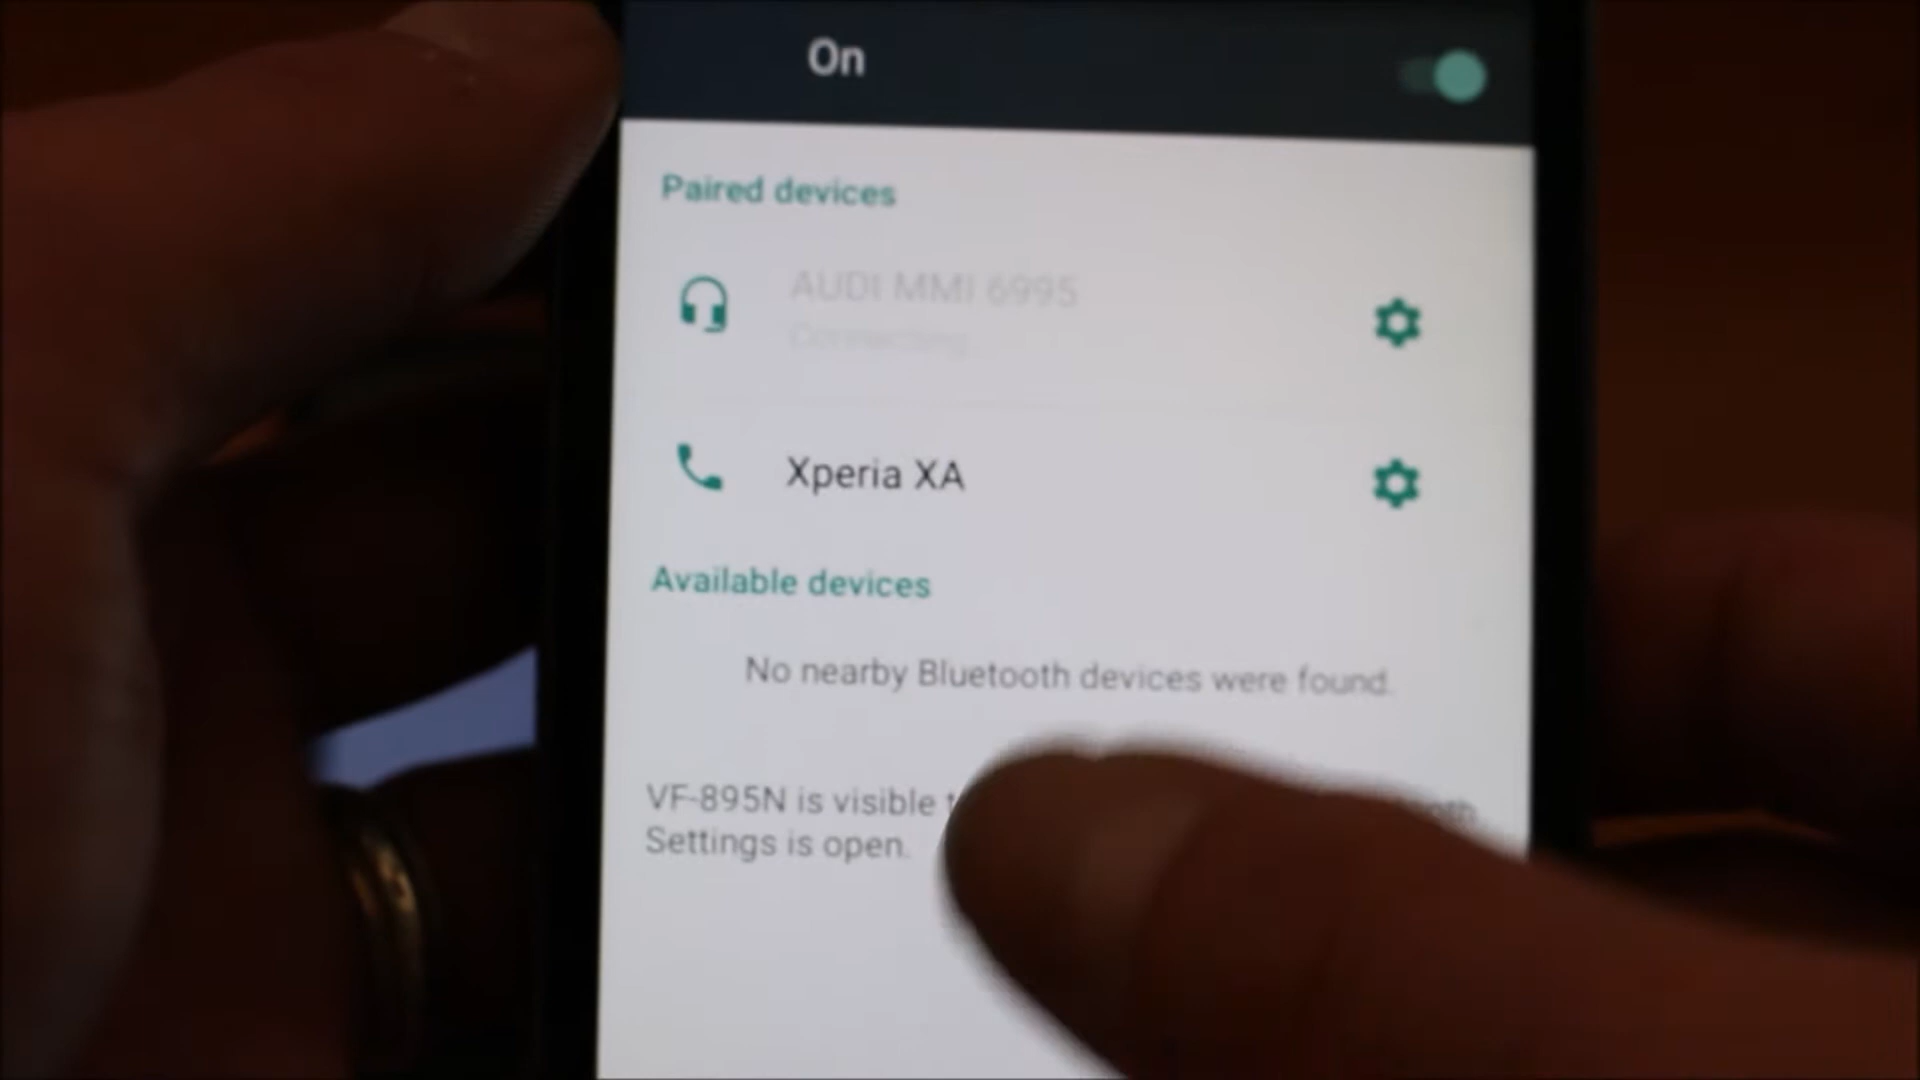 On
Paired devices
AUDI MMI 6995
Connecting...
Xperia XA
Available devices
No nearby Bluetooth devices were found.
VF-895N is visible
Settings is open.